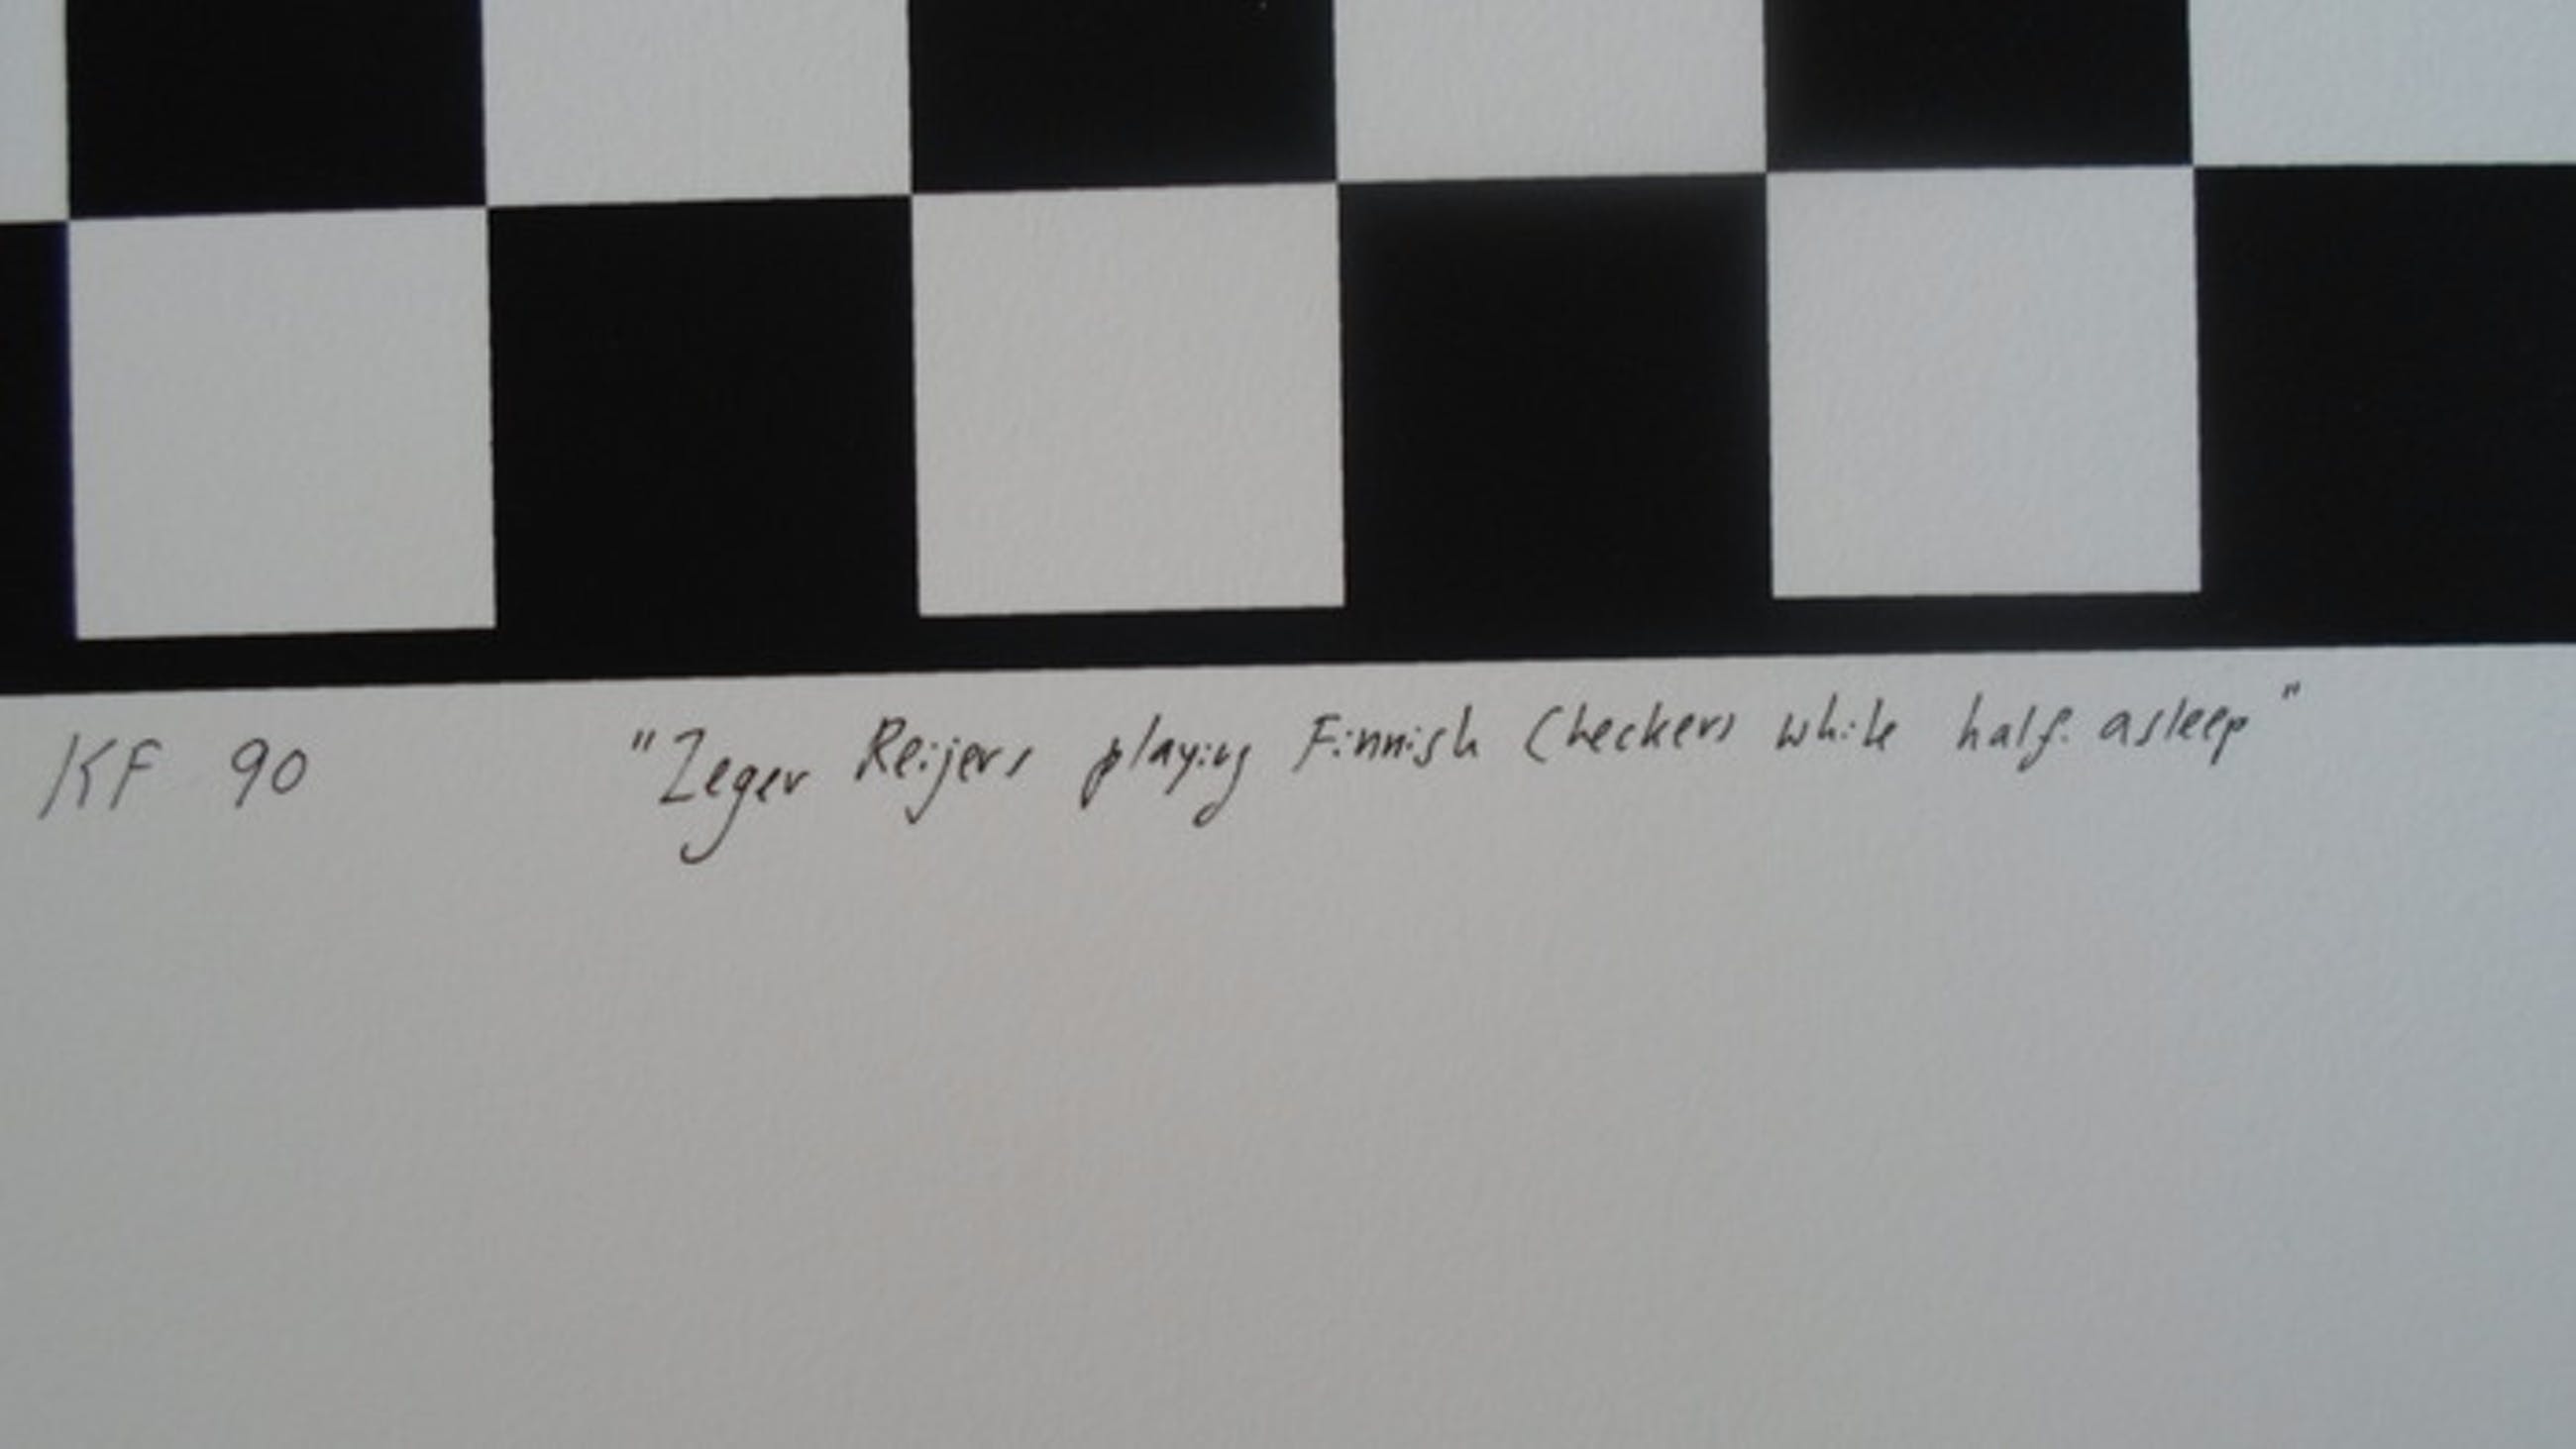 KF 90 "Zeger Reijers playing Finnish Checkers while half asleep"